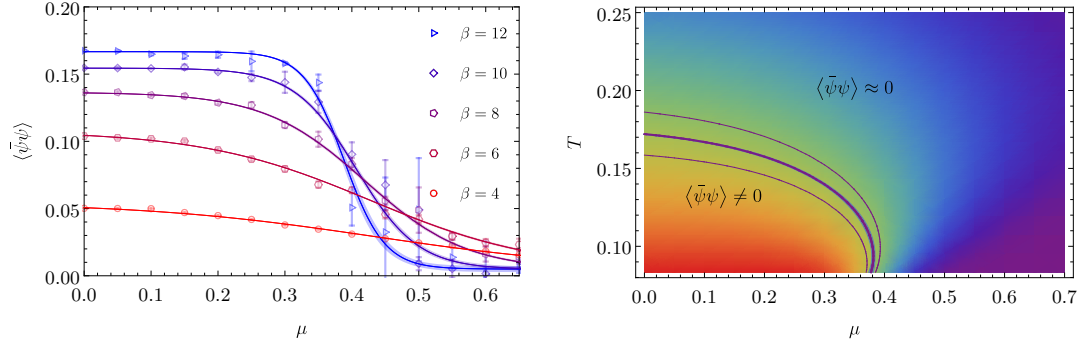 ⟨ψ̄ψ⟩
0.20
0.15
0.10
0.05
0.00
0.0 0.1 0.2 0.3 0.4 0.5 0.6
μ
β = 12
β = 10
β = 8
β = 6
β = 4
T
0.25
0.20
0.15
0.10
⟨ψ̄ψ⟩ ≈ 0
⟨ψ̄ψ⟩ ≠ 0
0.0 0.1 0.2 0.3 0.4 0.5 0.6 0.7
μ